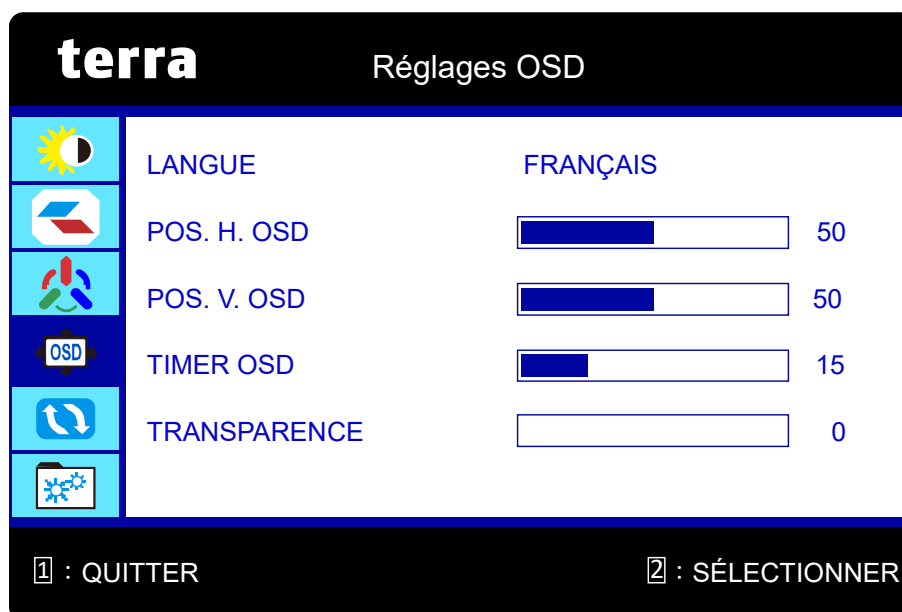 terra Réglages OSD
LANGUE FRANÇAIS
POS. H. OSD 50
POS. V. OSD 50
OSD
TIMER OSD 15
TRANSPARENCE 0
1 : QUITTER 2 : SÉLECTIONNER